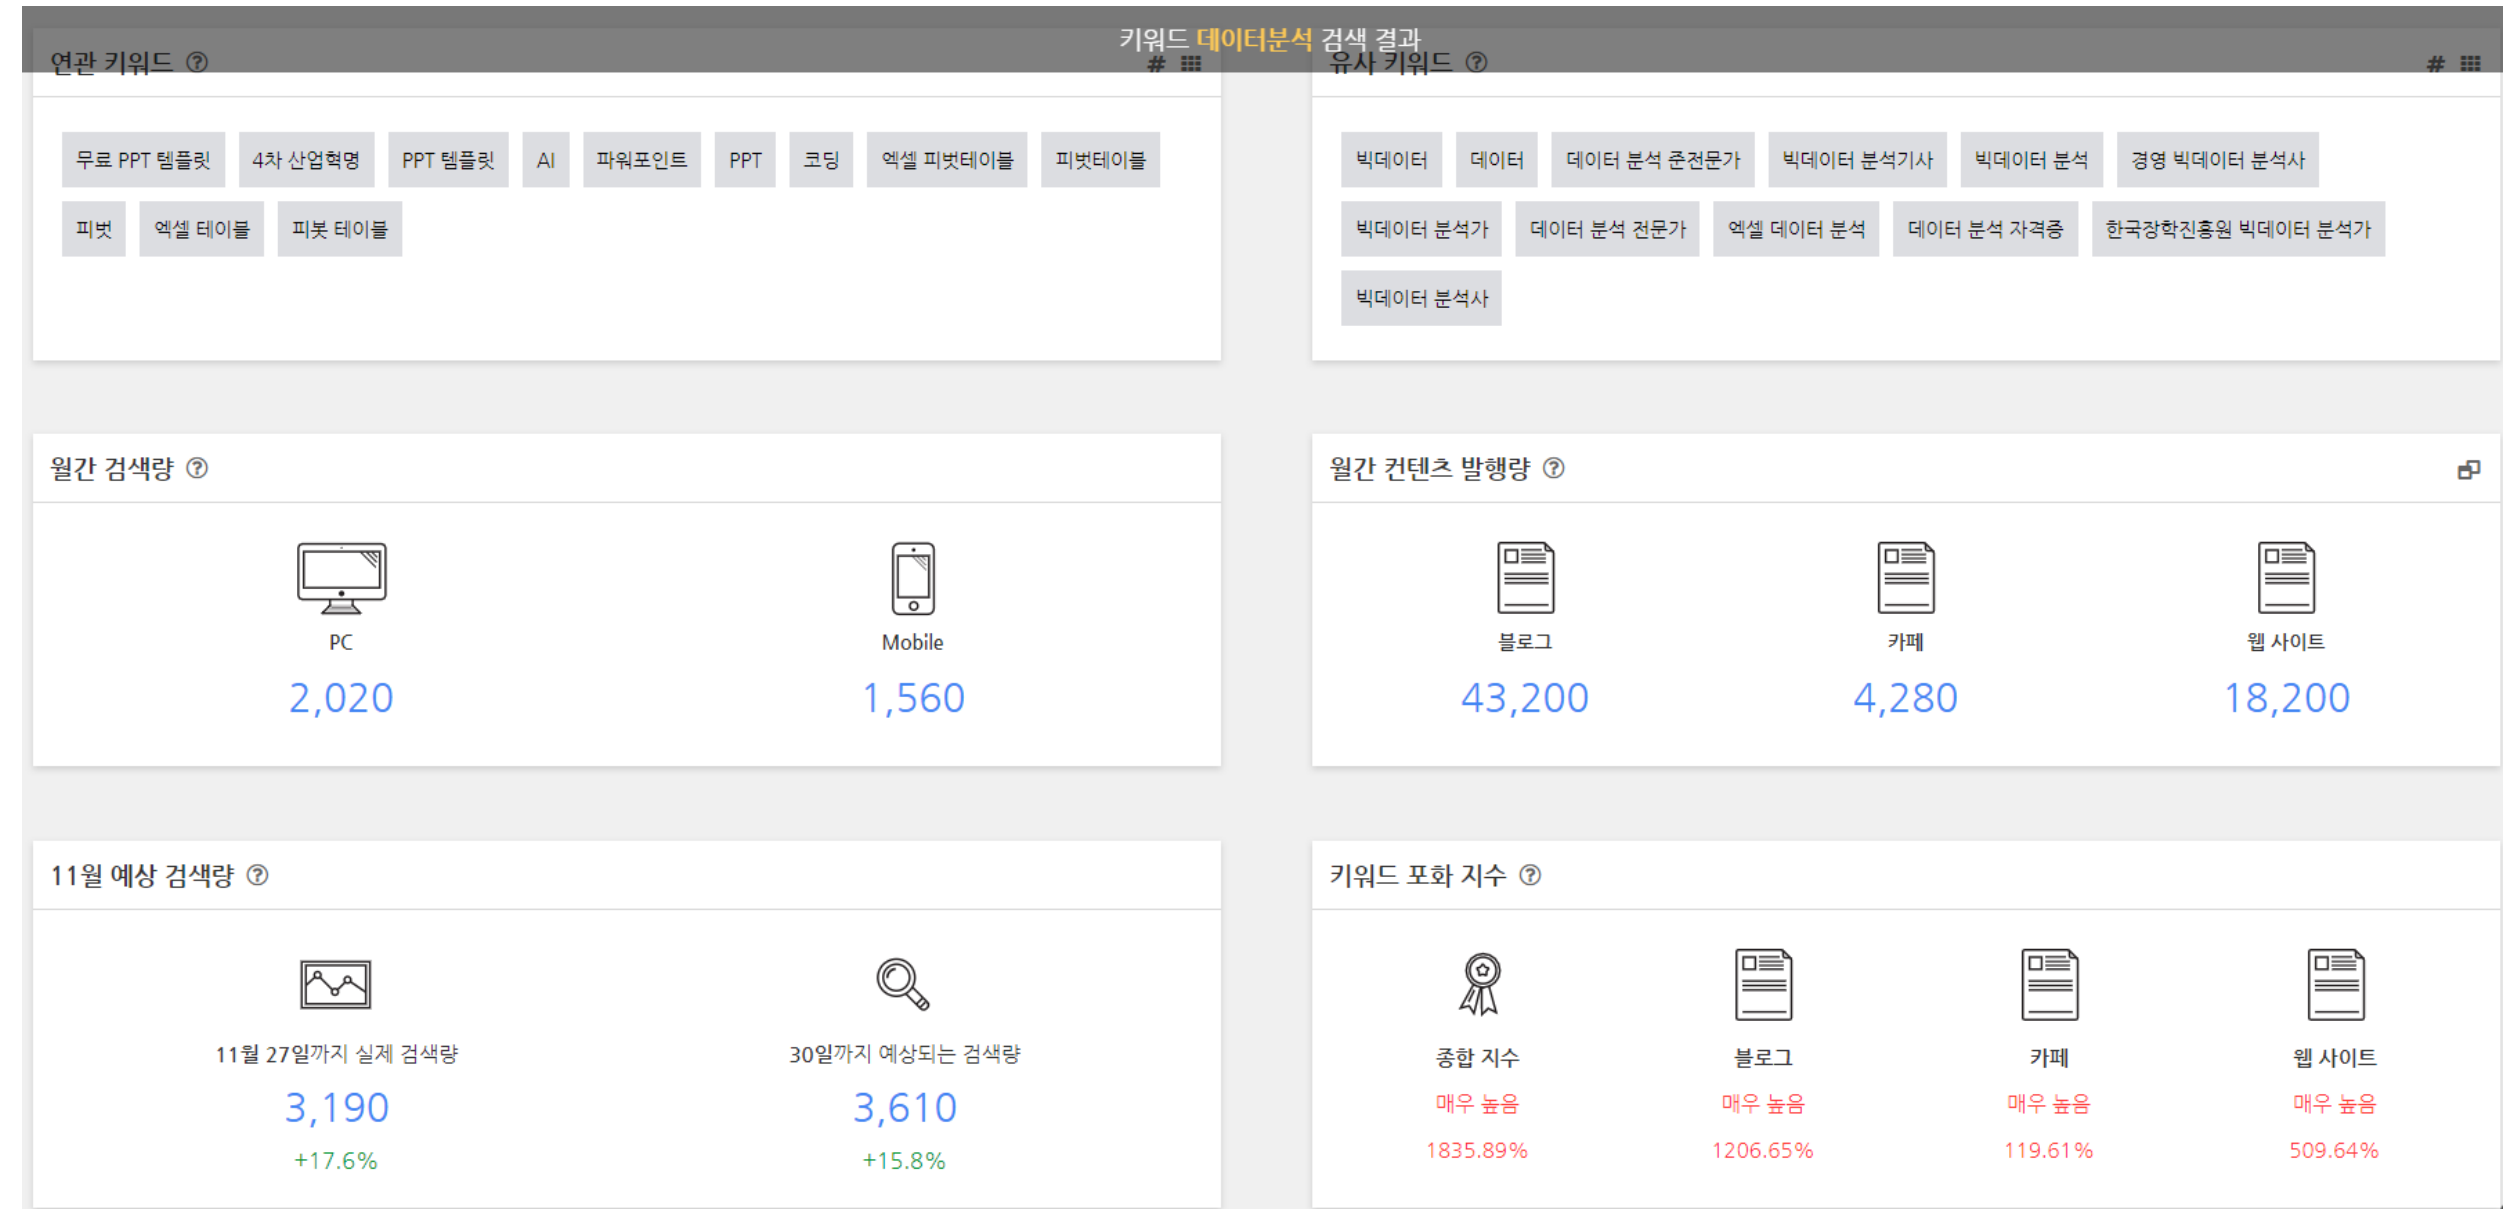 키워드 데이터분석 검색 결과
연관 키워드
#
유사 키워드
#
무료 PPT 템플릿 4차 산업혁명 PPT 템플릿 AI 파워포인트 PPT 코딩 엑셀 피벗테이블 피벗테이블
피벗 엑셀 테이블 피봇 테이블
빅데이터 데이터 데이터 분석 준전문가 빅데이터 분석기사 빅데이터 분석 경영 빅데이터 분석사
빅데이터 분석가 데이터 분석 전문가 엑셀 데이터 분석 데이터 분석 자격증 한국장학진흥원 빅데이터 분석가
빅데이터 분석사
월간 검색량
PC Mobile
2,020 1,560
월간 컨텐츠 발행량
블로그 카페 웹 사이트
43,200 4,280 18,200
11월 예상 검색량
11월 27일까지 실제 검색량 30일까지 예상되는 검색량
3,190 3,610
+17.6% +15.8%
키워드 포화 지수
종합 지수 블로그 카페 웹 사이트
매우 높음 매우 높음 매우 높음 매우 높음
1835.89% 1206.65% 119.61% 509.64%